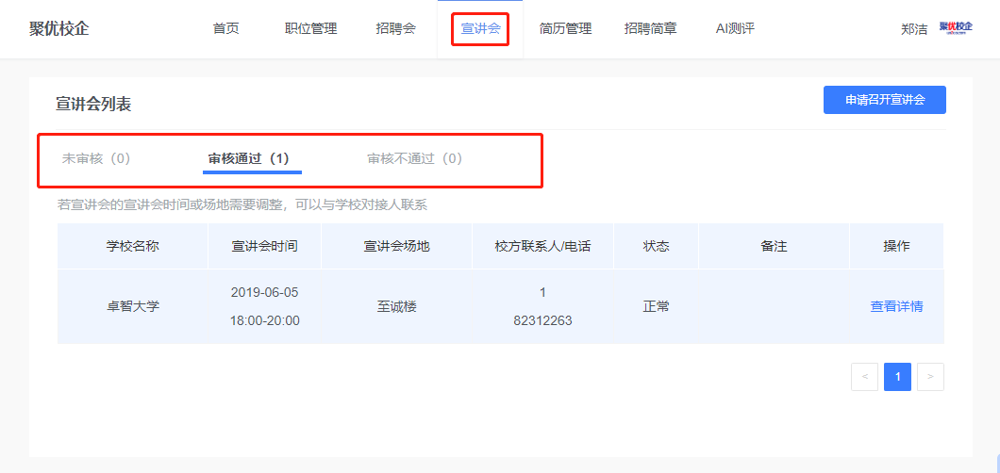 聚优校企 首页 职位管理 招聘会 宣讲会 简历管理 招聘简章 AI测评 郑洁 聚优校企
宣讲会列表 申请召开宣讲会
未审核（0） 审核通过（1） 审核不通过（0）
若宣讲会的宣讲会时间或场地需要调整，可以与学校对接人联系
学校名称 宣讲会时间 宣讲会场地 校方联系人/电话 状态 备注 操作
2019-06-05 1
卓智大学 至诚楼 正常 查看详情
18:00-20:00 82312263
< 1 >